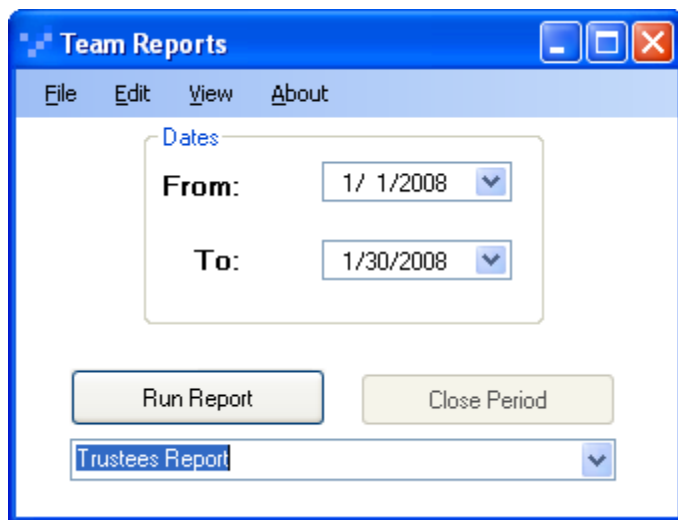 Team Reports
File Edit View About
Dates
From: 1/ 1/2008
To: 1/30/2008
Run Report Close Period
Trustees Report